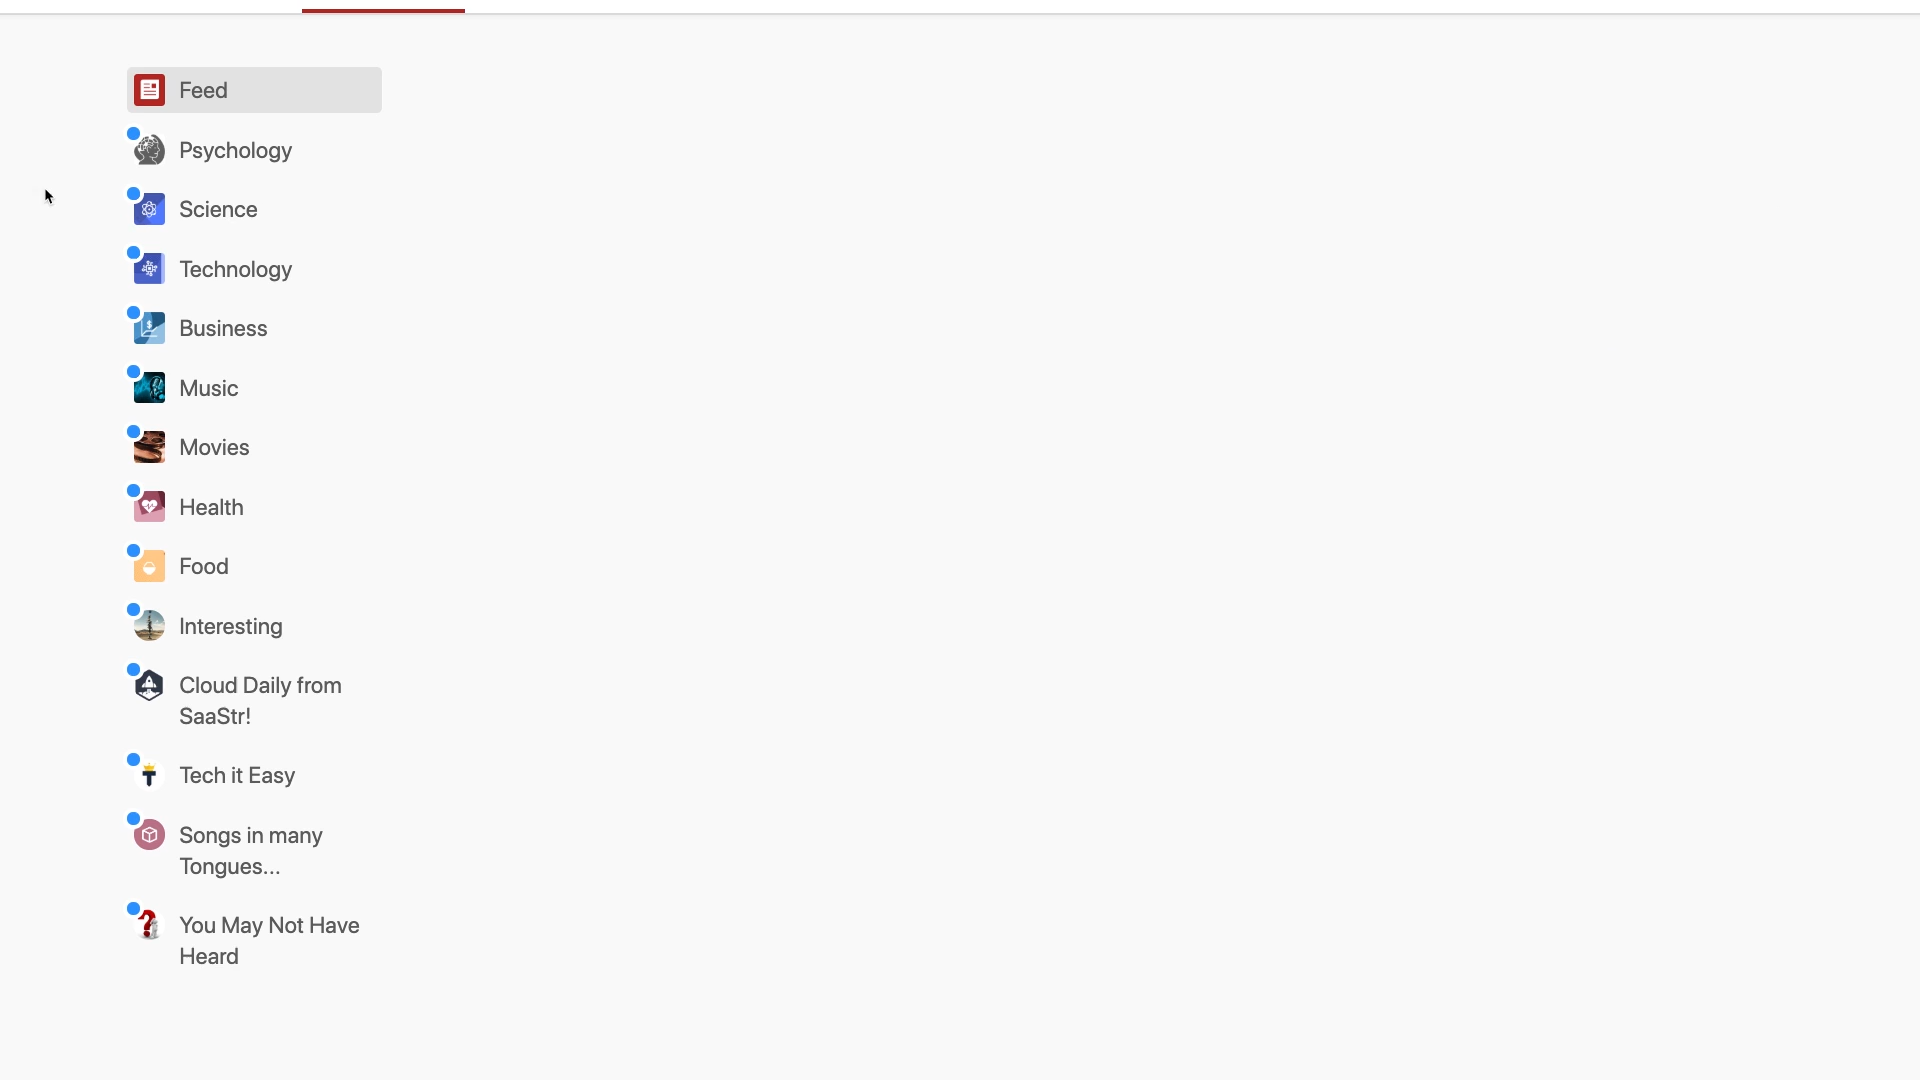 Feed
Psychology
Science
Technology
Business
Music
Movies
Health
Food
Interesting
Cloud Daily from
SaaStr!
Tech it Easy
Songs in many
Tongues...
You May Not Have
Heard